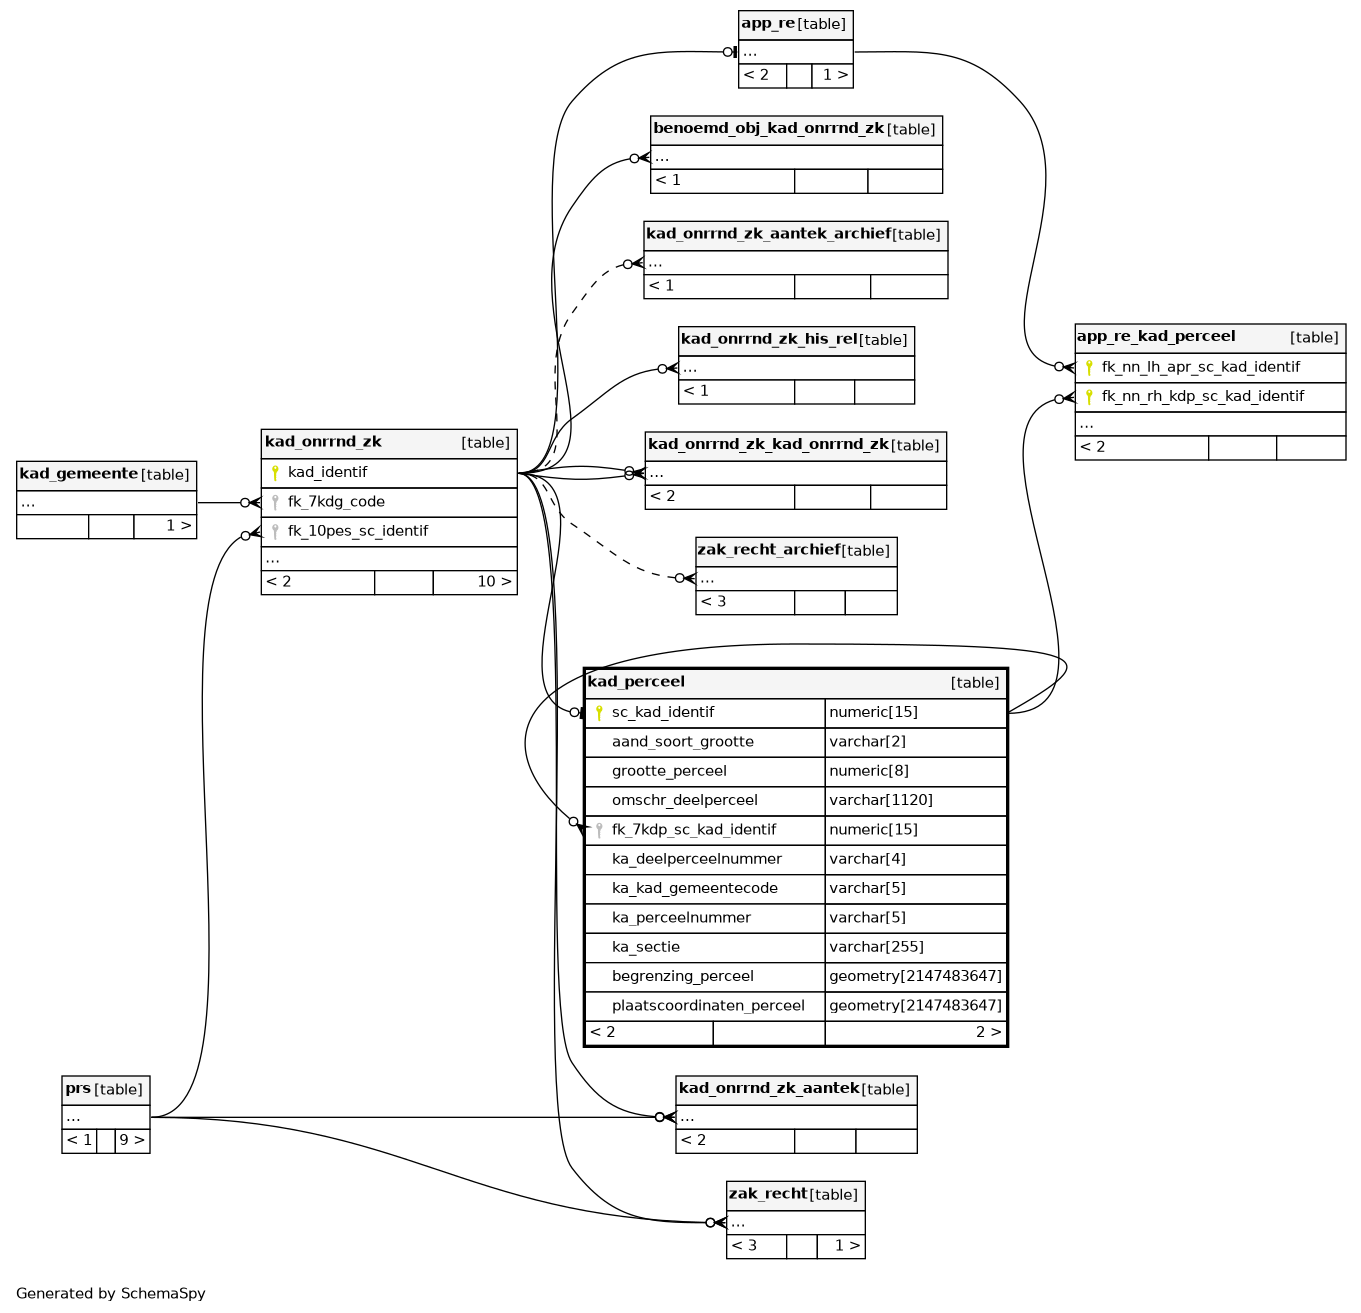 app_re [table]
...
< 2 1 >
benoemd_obj_kad_onrrnd_zk [table]
...
< 1
kad_onrrnd_zk_aantek_archief [table]
...
< 1
kad_onrrnd_zk_his_rel [table]
...
< 1
app_re_kad_perceel [table]
fk_nn_lh_apr_sc_kad_identif
fk_nn_rh_kdp_sc_kad_identif
...
< 2
kad_onrrnd_zk [table]
kad_identif
fk_7kdg_code
fk_10pes_sc_identif
...
< 2 10 >
kad_gemeente [table]
...
1 >
kad_onrrnd_zk_kad_onrrnd_zk [table]
...
< 2
zak_recht_archief [table]
...
< 3
kad_perceel [table]
sc_kad_identif numeric[15]
aand_soort_grootte varchar[2]
grootte_perceel numeric[8]
omschr_deelperceel varchar[1120]
fk_7kdp_sc_kad_identif numeric[15]
ka_deelperceelnummer varchar[4]
ka_kad_gemeentecode varchar[5]
ka_perceelnummer varchar[5]
ka_sectie varchar[255]
begrenzing_perceel geometry[2147483647]
plaatscoordinaten_perceel geometry[2147483647]
< 2 2 >
prs [table]
...
< 1 9 >
kad_onrrnd_zk_aantek [table]
...
< 2
zak_recht [table]
...
< 3 1 >
Generated by SchemaSpy